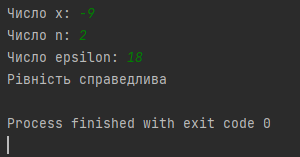 Число x: -9
Число n: 2
Число epsilon: 18
Рівність справедлива
Process finished with exit code 0